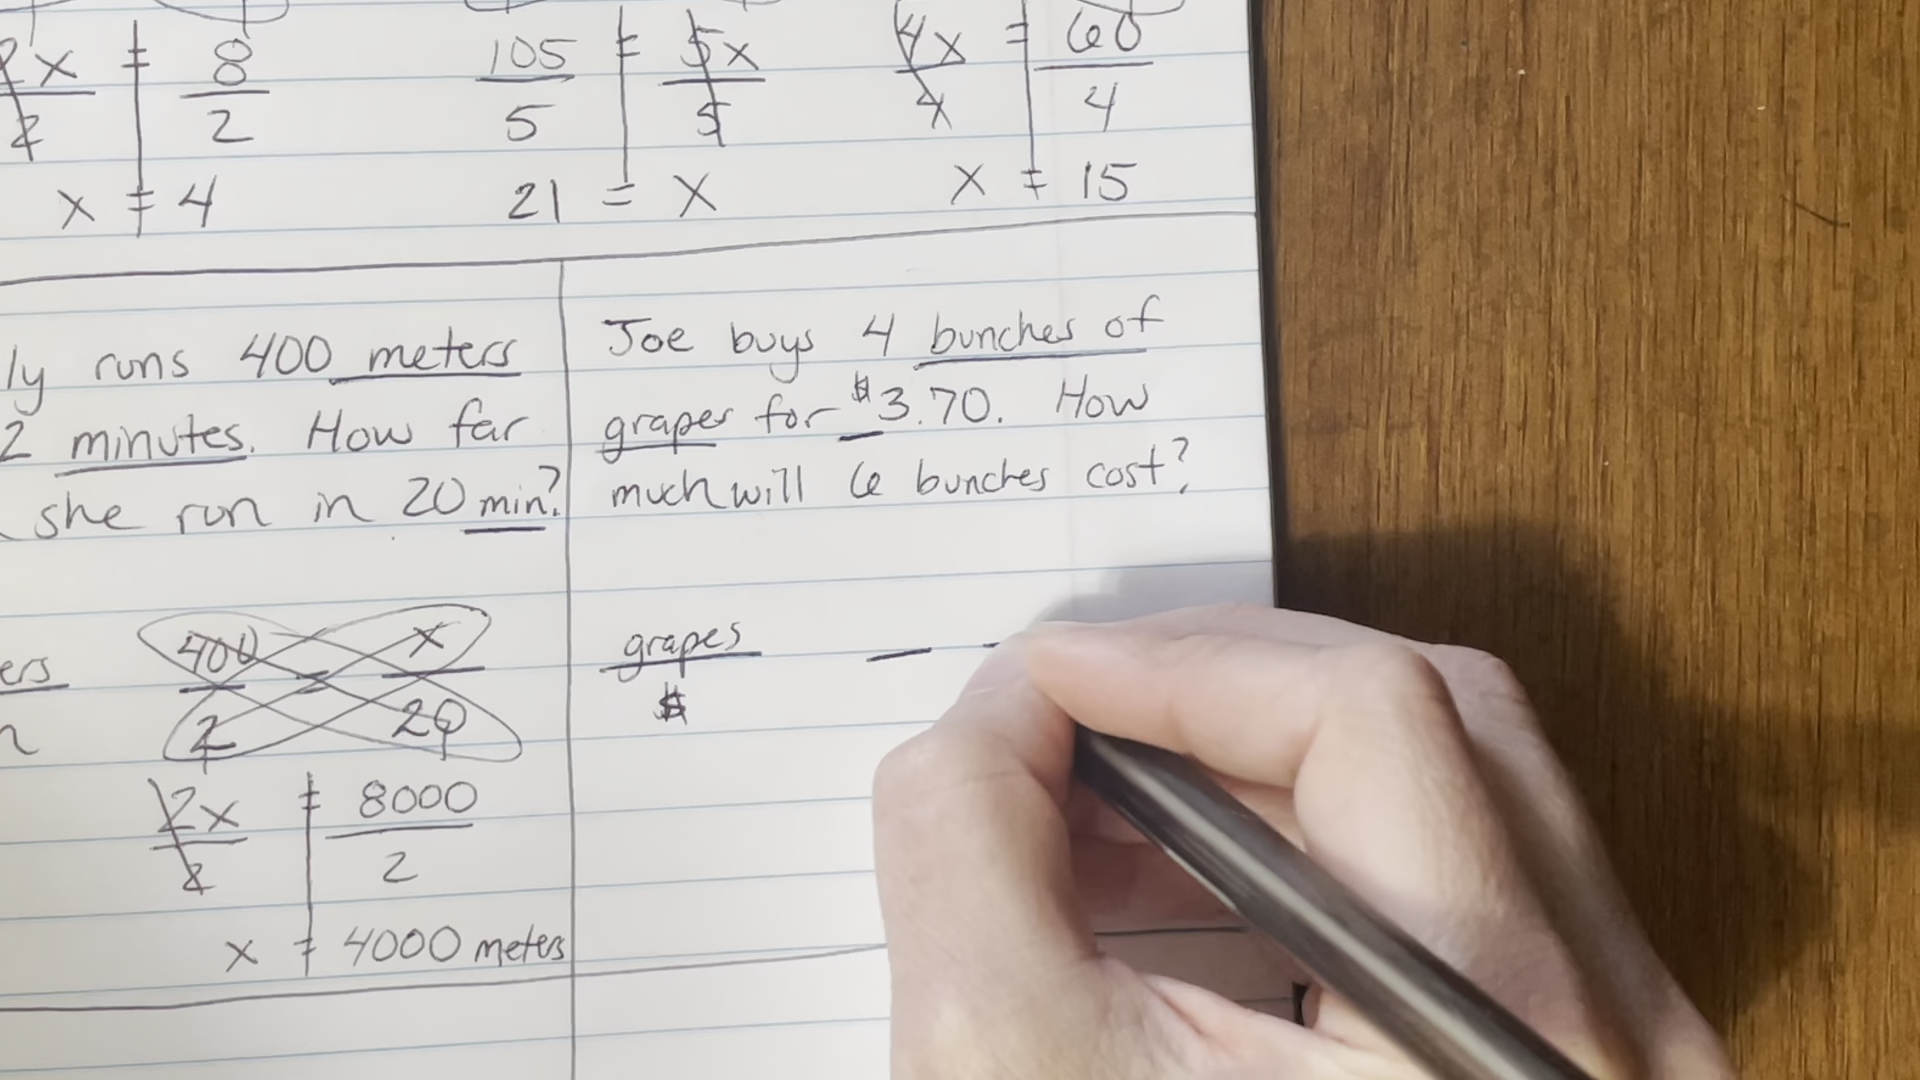 2x = 8
2 2
x = 4
105 = 5x
5 5
21 = x
4x = 60
4 4
x = 15
ly runs 400 meters
2 minutes. How far
she run in 20 min?
ers 400 = x
n 2 20
2x = 8000
2 2
x = 4000 meters
Joe buys 4 bunches of
grapes for $3.70. How
much will 6 bunches cost?
grapes
$